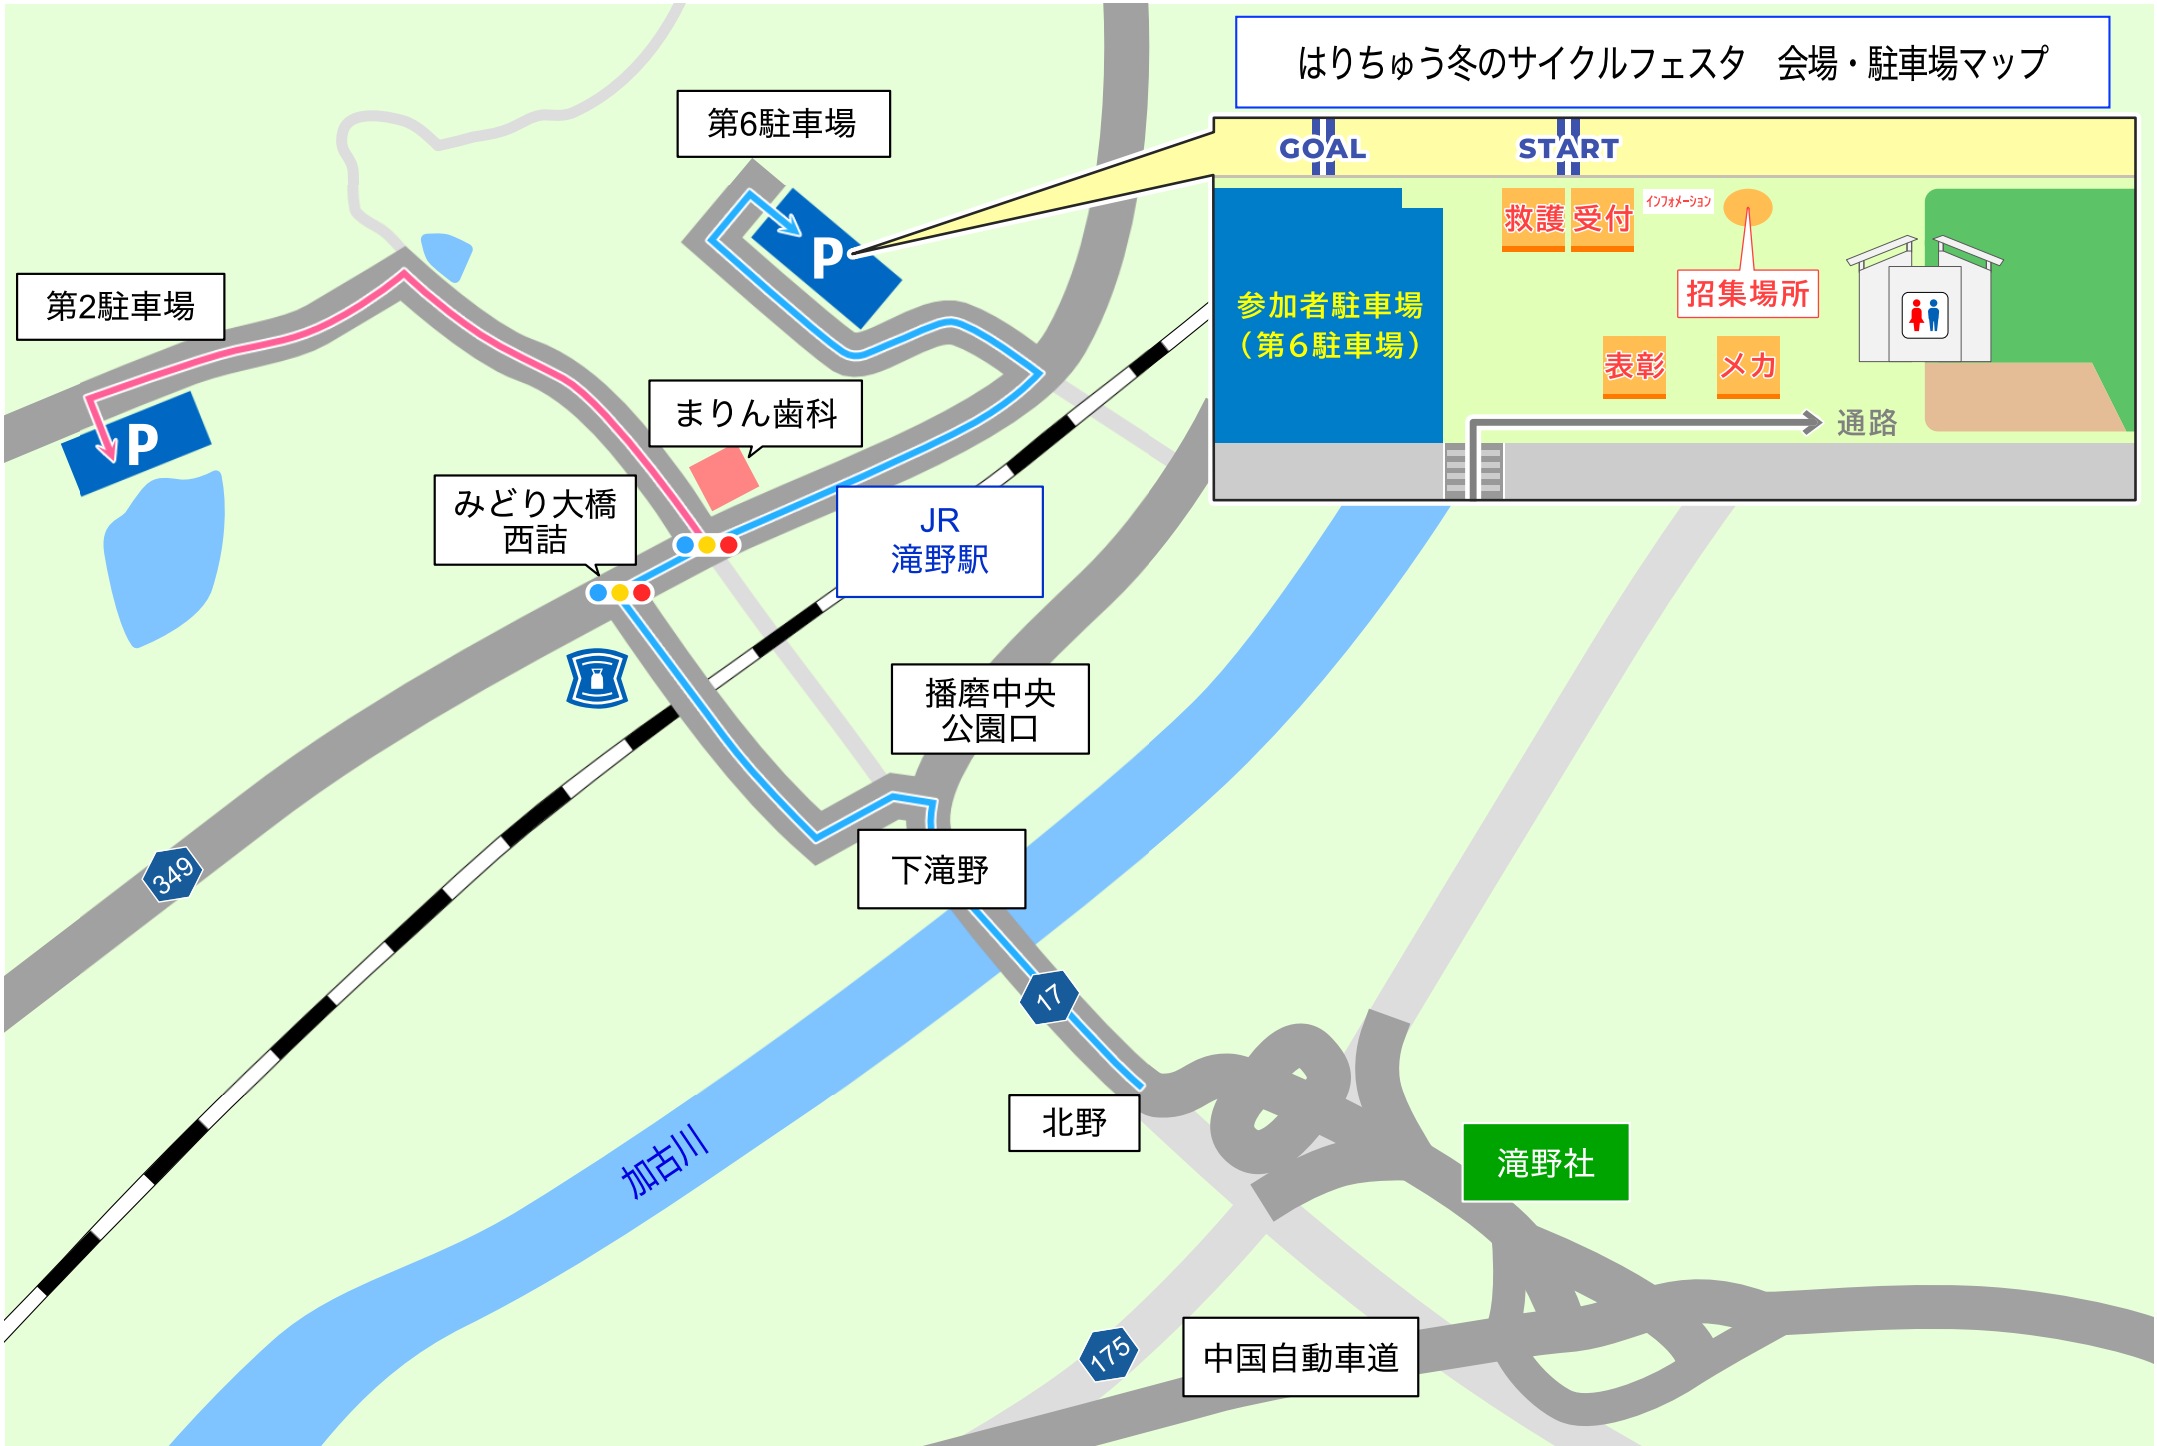 はりちゅう冬のサイクルフェスタ　会場・駐車場マップ
第6駐車場
GOAL
START
救護
受付
インフォメーション
招集場所
参加者駐車場
（第６駐車場）
表彰
メカ
通路
P
第2駐車場
P
まりん歯科
みどり大橋
西詰
JR
滝野駅
播磨中央
公園口
下滝野
349
17
北野
加古川
滝野社
175
中国自動車道